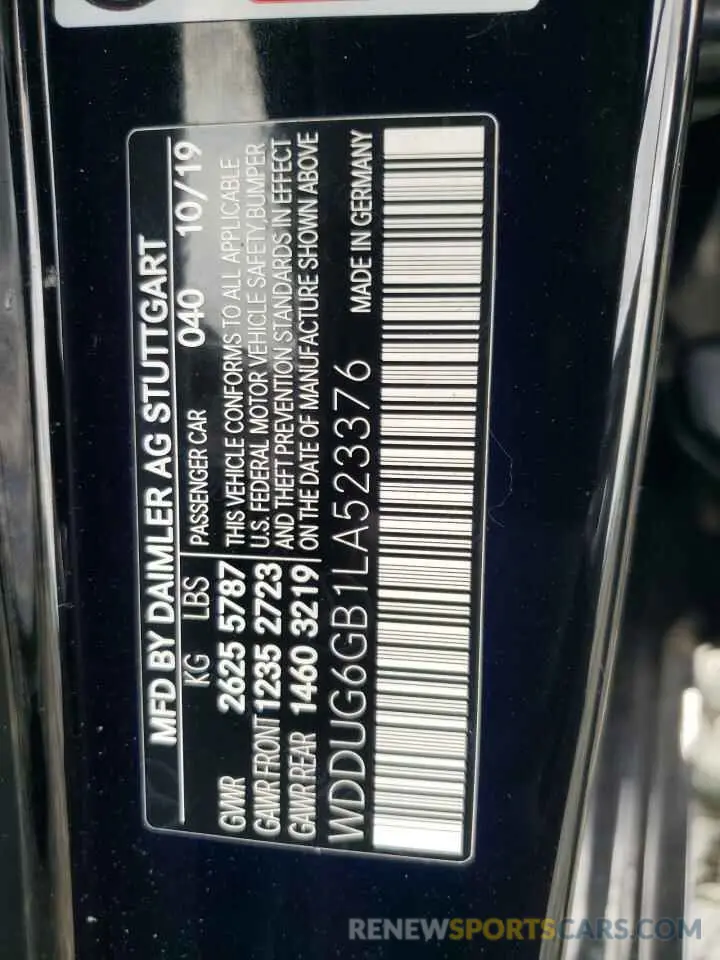 MFD BY DAIMLER AG STUTTGART
KG LBS PASSENGER CAR 040 10/19
GVWR 2625 5787 THIS VEHICLE CONFORMS TO ALL APPLICABLE
GAWR FRONT 1235 2723 U.S. FEDERAL MOTOR VEHICLE SAFETY BUMPER
AND THEFT PREVENTION STANDARDS IN EFFECT
GAWR REAR 1460 3219 ON THE DATE OF MANUFACTURE SHOWN ABOVE
WDDUG6GB1LA523376 MADE IN GERMANY
RENEWSPORTSCARS.COM